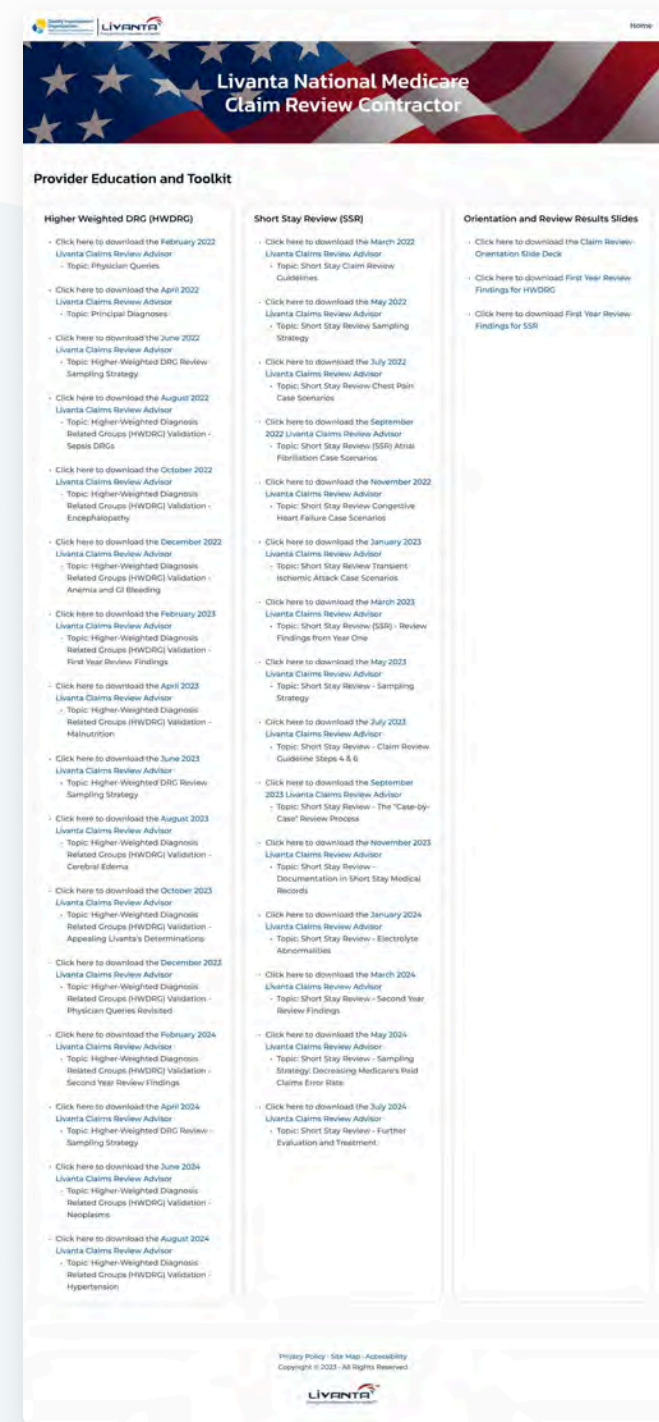 Quality Improvement
Organizations
LIVANTA
Home
Livanta National Medicare
Claim Review Contractor
Provider Education and Toolkit
Higher Weighted DRG (HWDRG)
Click here to download the February 2022
Livanta Claims Review Advisor
Topic: Physician Queries
Click here to download the April 2022
Livanta Claims Review Advisor
Topic: Principal Diagnoses
Click here to download the June 2022
Livanta Claims Review Advisor
Topic: Higher-Weighted DRG Review
Sampling Strategy
Click here to download the August 2022
Livanta Claims Review Advisor
Topic: Higher-Weighted Diagnosis
Related Groups (HWDRG) Validation -
Sepsis DRGs
Click here to download the October 2022
Livanta Claims Review Advisor
Topic: Higher-Weighted Diagnosis
Related Groups (HWDRG) Validation -
Encephalopathy
Click here to download the December 2022
Livanta Claims Review Advisor
Topic: Higher-Weighted Diagnosis
Related Groups (HWDRG) Validation -
Anemia and GI Bleeding
Click here to download the February 2023
Livanta Claims Review Advisor
Topic: Higher-Weighted Diagnosis
Related Groups (HWDRG) Validation -
First Year Review Findings
Click here to download the April 2023
Livanta Claims Review Advisor
Topic: Higher-Weighted Diagnosis
Related Groups (HWDRG) Validation -
Malnutrition
Click here to download the June 2023
Livanta Claims Review Advisor
Topic: Higher-Weighted DRG Review
Sampling Strategy
Click here to download the August 2023
Livanta Claims Review Advisor
Topic: Higher-Weighted Diagnosis
Related Groups (HWDRG) Validation -
Cerebral Edema
Click here to download the October 2023
Livanta Claims Review Advisor
Topic: Higher-Weighted Diagnosis
Related Groups (HWDRG) Validation -
Appealing Livanta's Determinations
Click here to download the December 2023
Livanta Claims Review Advisor
Topic: Higher-Weighted Diagnosis
Related Groups (HWDRG) Validation -
Physician Queries Revisited
Click here to download the February 2024
Livanta Claims Review Advisor
Topic: Higher-Weighted Diagnosis
Related Groups (HWDRG) Validation -
Second Year Review Findings
Click here to download the April 2024
Livanta Claims Review Advisor
Topic: Higher-Weighted DRG Review -
Sampling Strategy
Click here to download the June 2024
Livanta Claims Review Advisor
Topic: Higher-Weighted Diagnosis
Related Groups (HWDRG) Validation -
Neoplasms
Click here to download the August 2024
Livanta Claims Review Advisor
Topic: Higher-Weighted Diagnosis
Related Groups (HWDRG) Validation -
Hypertension
Short Stay Review (SSR)
Click here to download the March 2022
Livanta Claims Review Advisor
Topic: Short Stay Claim Review
Guidelines
Click here to download the May 2022
Livanta Claims Review Advisor
Topic: Short Stay Review Sampling
Strategy
Click here to download the July 2022
Livanta Claims Review Advisor
Topic: Short Stay Review Chest Pain
Case Scenarios
Click here to download the September
2022 Livanta Claims Review Advisor
Topic: Short Stay Review (SSR) Atrial
Fibrillation Case Scenarios
Click here to download the November 2022
Livanta Claims Review Advisor
Topic: Short Stay Review Congestive
Heart Failure Case Scenarios
Click here to download the January 2023
Livanta Claims Review Advisor
Topic: Short Stay Review Transient
Ischemic Attack Case Scenarios
Click here to download the March 2023
Livanta Claims Review Advisor
Topic: Short Stay Review (SSR) - Review
Findings from Year One
Click here to download the May 2023
Livanta Claims Review Advisor
Topic: Short Stay Review - Sampling
Strategy
Click here to download the July 2023
Livanta Claims Review Advisor
Topic: Short Stay Review - Claim Review
Guideline Steps 4 & 6
Click here to download the September
2023 Livanta Claims Review Advisor
Topic: Short Stay Review - The "Case-by-
Case" Review Process
Click here to download the November 2023
Livanta Claims Review Advisor
Topic: Short Stay Review -
Documentation in Short Stay Medical
Records
Click here to download the January 2024
Livanta Claims Review Advisor
Topic: Short Stay Review - Electrolyte
Abnormalities
Click here to download the March 2024
Livanta Claims Review Advisor
Topic: Short Stay Review - Second Year
Review Findings
Click here to download the May 2024
Livanta Claims Review Advisor
Topic: Short Stay Review - Sampling
Strategy: Decreasing Medicare's Paid
Claims Error Rate
Click here to download the July 2024
Livanta Claims Review Advisor
Topic: Short Stay Review - Further
Evaluation and Treatment
Orientation and Review Results Slides
Click here to download the Claim Review
Orientation Slide Deck
Click here to download First Year Review
Findings for HWDRG
Click here to download First Year Review
Findings for SSR
Privacy Policy · Site Map · Accessibility
Copyright © 2023 · All Rights Reserved
LIVANTA